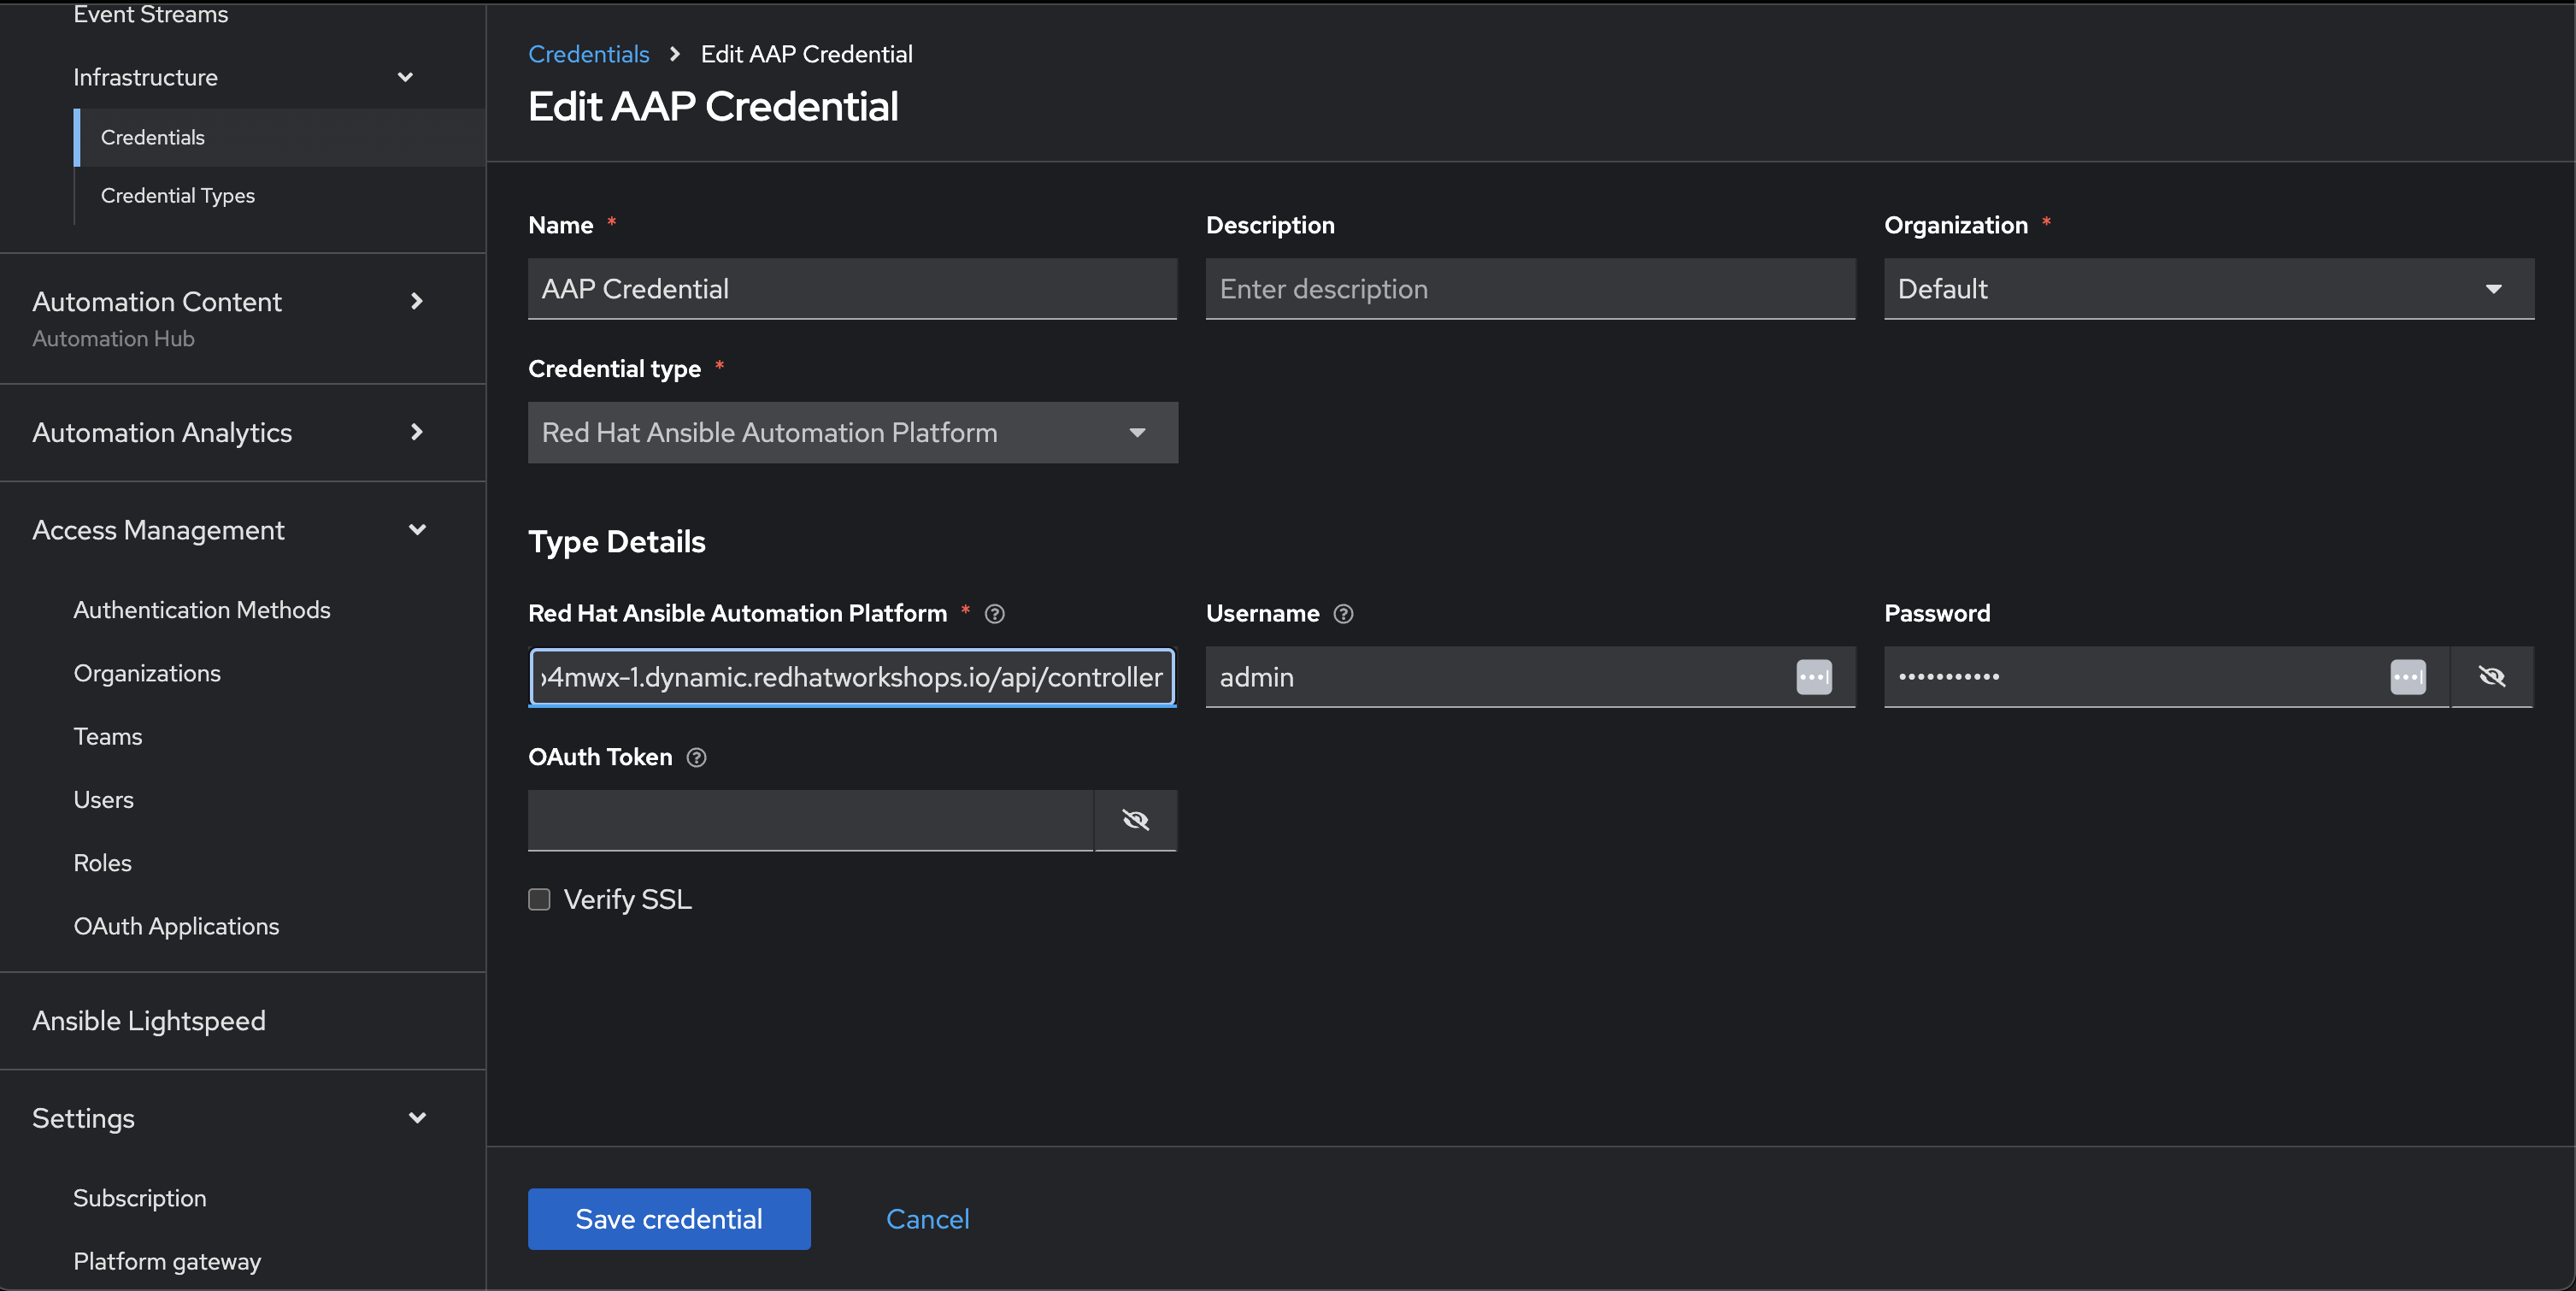 Event Streams
Infrastructure
Credentials
Credential Types
Automation Content
Automation Hub
Automation Analytics
Access Management
Authentication Methods
Organizations
Teams
Users
Roles
OAuth Applications
Ansible Lightspeed
Settings
Subscription
Platform gateway
Credentials > Edit AAP Credential
Edit AAP Credential
Name * Description Organization *
AAP Credential Enter description Default
Credential type *
Red Hat Ansible Automation Platform
Type Details
Red Hat Ansible Automation Platform * Username Password
4mwx-1.dynamic.redhatworkshops.io/api/controller admin •••••••••••
OAuth Token
Verify SSL
Save credential Cancel